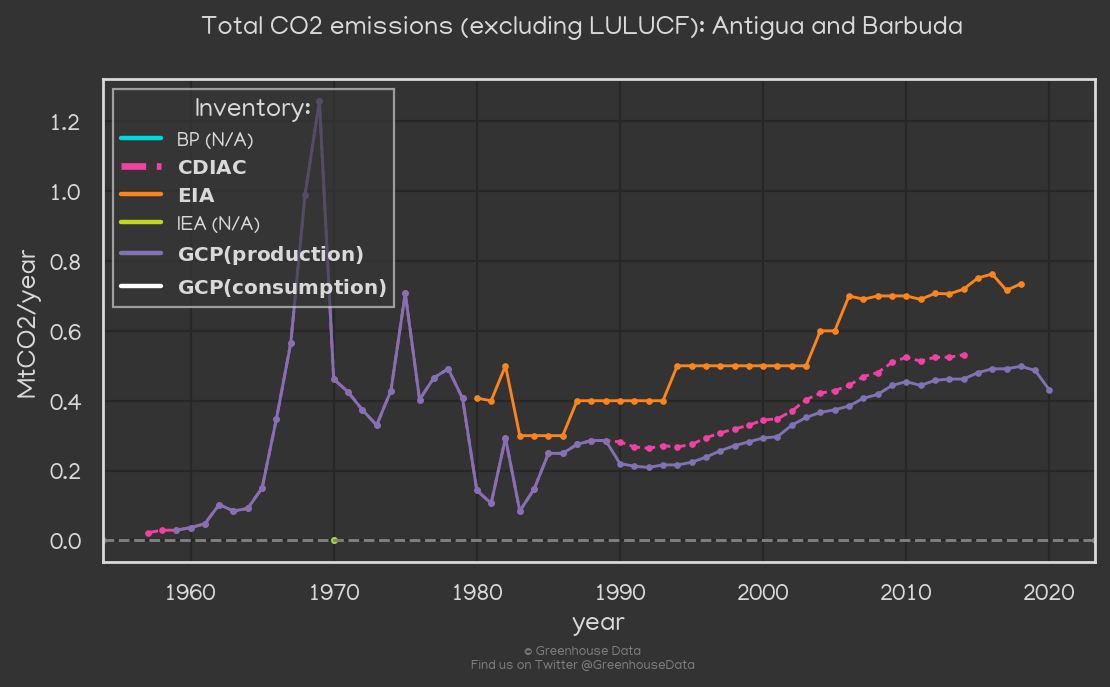 Total CO2 emissions (excluding LULUCF): Antigua and Barbuda
Inventory:
BP (N/A)
CDIAC
EIA
IEA (N/A)
GCP(production)
GCP(consumption)
MtCO2/year
1.2
1.0
0.8
0.6
0.4
0.2
0.0
1960
1970
1980
1990
2000
2010
2020
year
© Greenhouse Data
Find us on Twitter @GreenhouseData